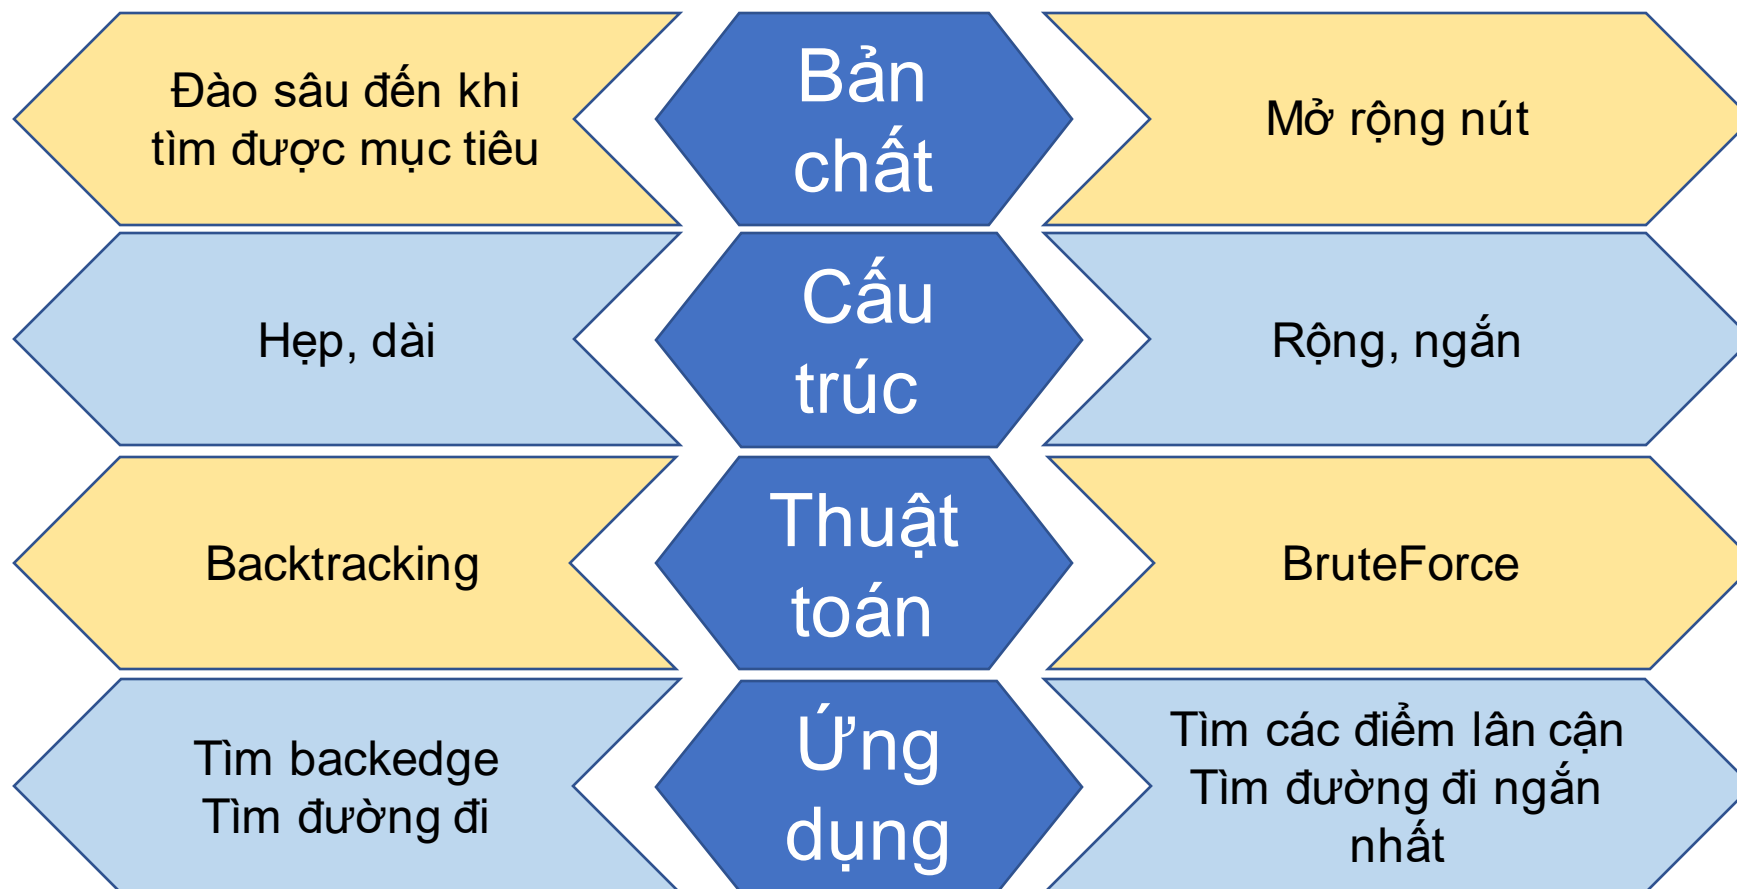 Đào sâu đến khi
tìm được mục tiêu
Bản
chất
Mở rộng nút
Hẹp, dài
Cấu
trúc
Rộng, ngắn
Backtracking
Thuật
toán
BruteForce
Tìm backedge
Tìm đường đi
Ứng
dụng
Tìm các điểm lân cận
Tìm đường đi ngắn
nhất